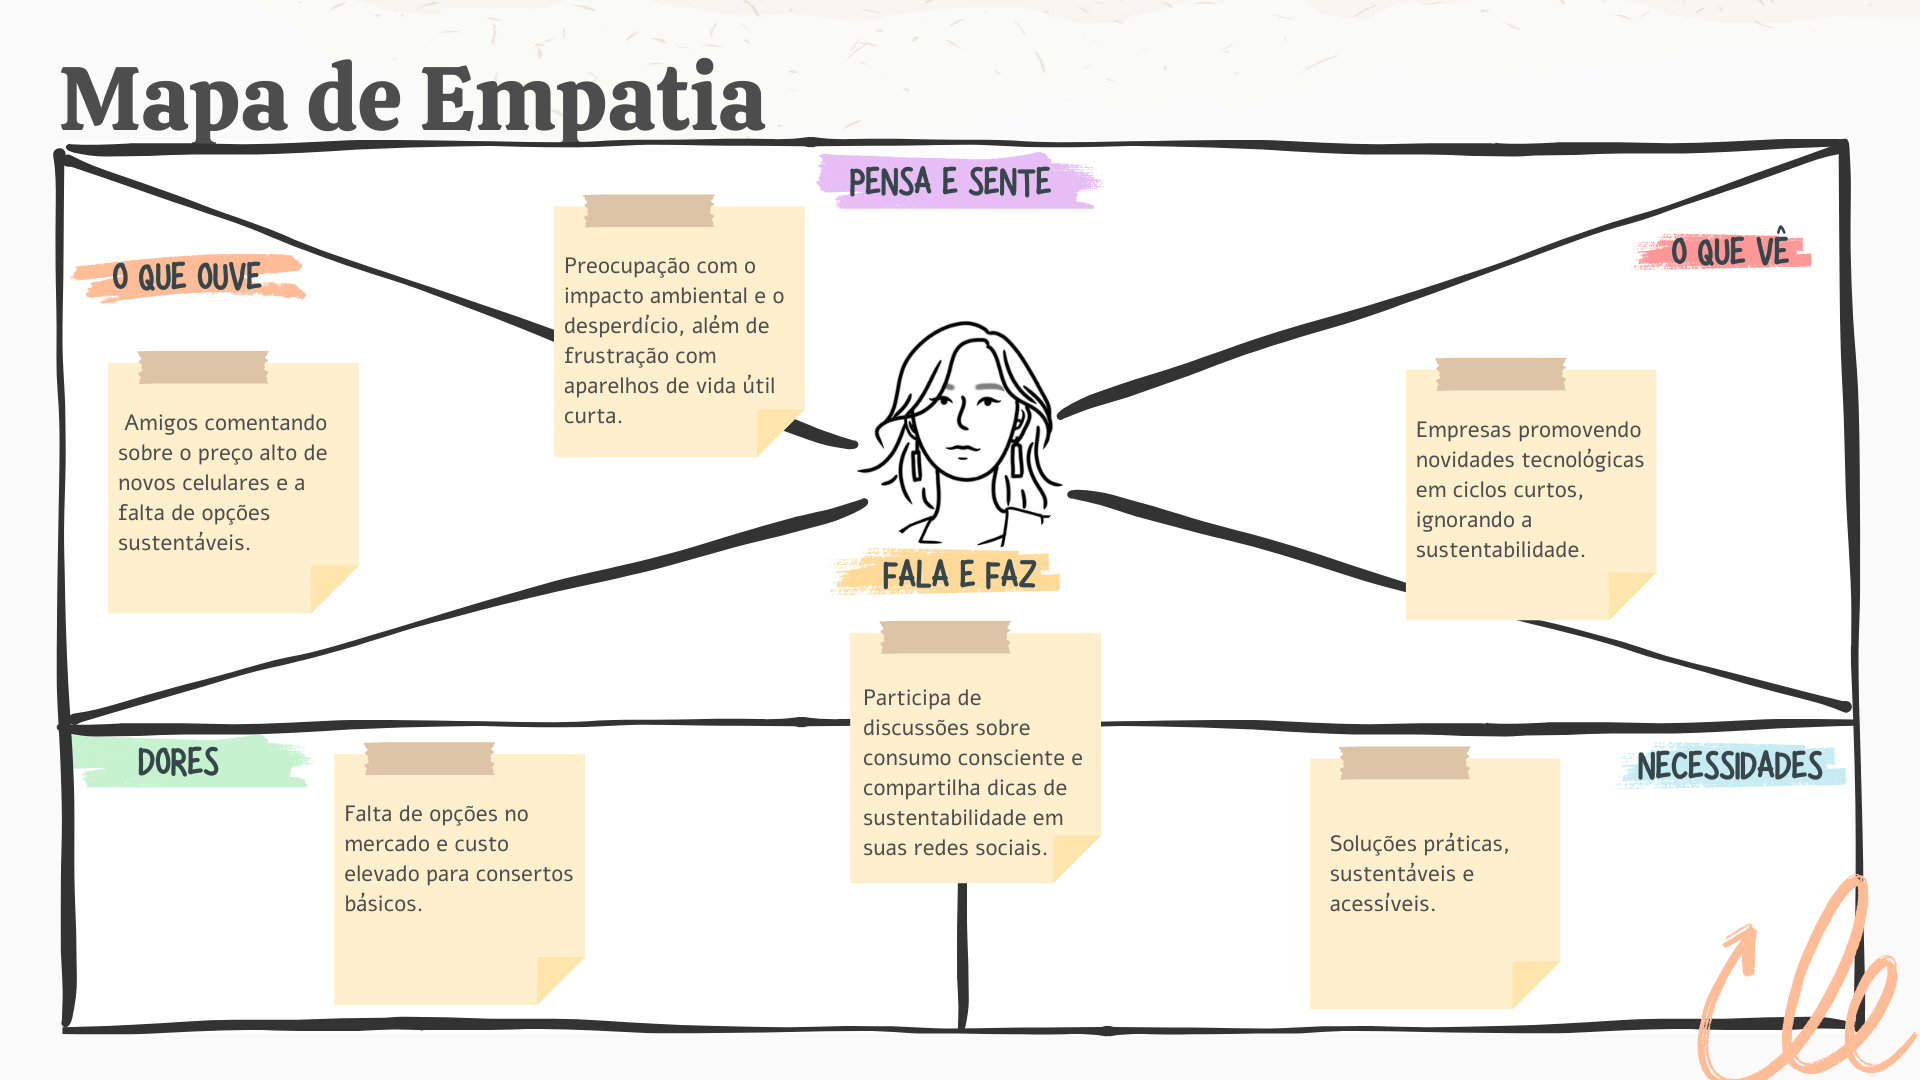 Mapa de Empatia
PENSA E SENTE
Preocupação com o
impacto ambiental e o
desperdício, além de
frustração com
aparelhos de vida útil
curta.
O QUE OUVE
Amigos comentando
sobre o preço alto de
novos celulares e a
falta de opções
sustentáveis.
O QUE VÊ
Empresas promovendo
novidades tecnológicas
em ciclos curtos,
ignorando a
sustentabilidade.
FALA E FAZ
Participa de
discussões sobre
consumo consciente e
compartilha dicas de
sustentabilidade em
suas redes sociais.
DORES
Falta de opções no
mercado e custo
elevado para consertos
básicos.
NECESSIDADES
Soluções práticas,
sustentáveis e
acessíveis.